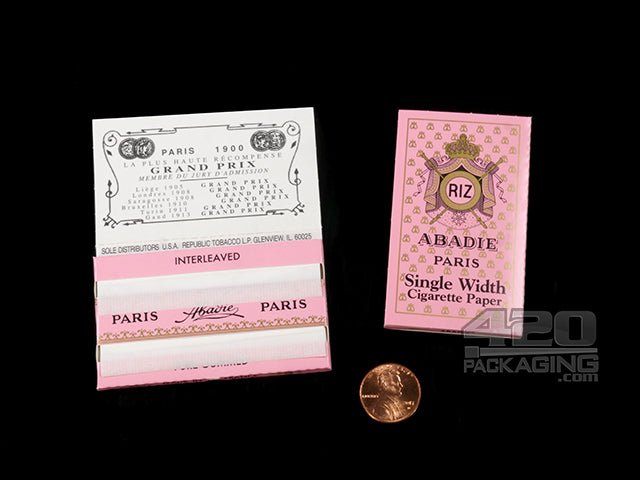 PARIS 1900
LA PLUS HAUTE RÉCOMPENSE
GRAND PRIX
MEMBRE DU JURY D'ADMISSION
Liège 1905 GRAND PRIX
Londres 1908 GRAND PRIX
Saragosse 1908 GRAND PRIX
Bruxelles 1910 GRAND PRIX
Turin 1911 GRAND PRIX
Gand 1913 GRAND PRIX
SOLE DISTRIBUTORS U.S.A. REPUBLIC TOBACCO L.P. GLENVIEW, IL 60025
INTERLEAVED
PARIS Abadie PARIS
RIZ
ABADIE
PARIS
Single Width
Cigarette Paper
420
PACKAGING
.com